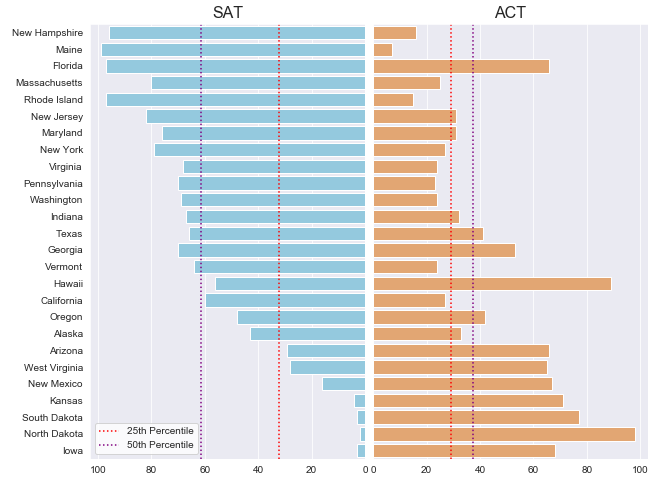 SAT ACT
New Hampshire
Maine
Florida
Massachusetts
Rhode Island
New Jersey
Maryland
New York
Virginia
Pennsylvania
Washington
Indiana
Texas
Georgia
Vermont
Hawaii
California
Oregon
Alaska
Arizona
West Virginia
New Mexico
Kansas
South Dakota
North Dakota
Iowa
25th Percentile
50th Percentile
100 80 60 40 20 0 0 20 40 60 80 100